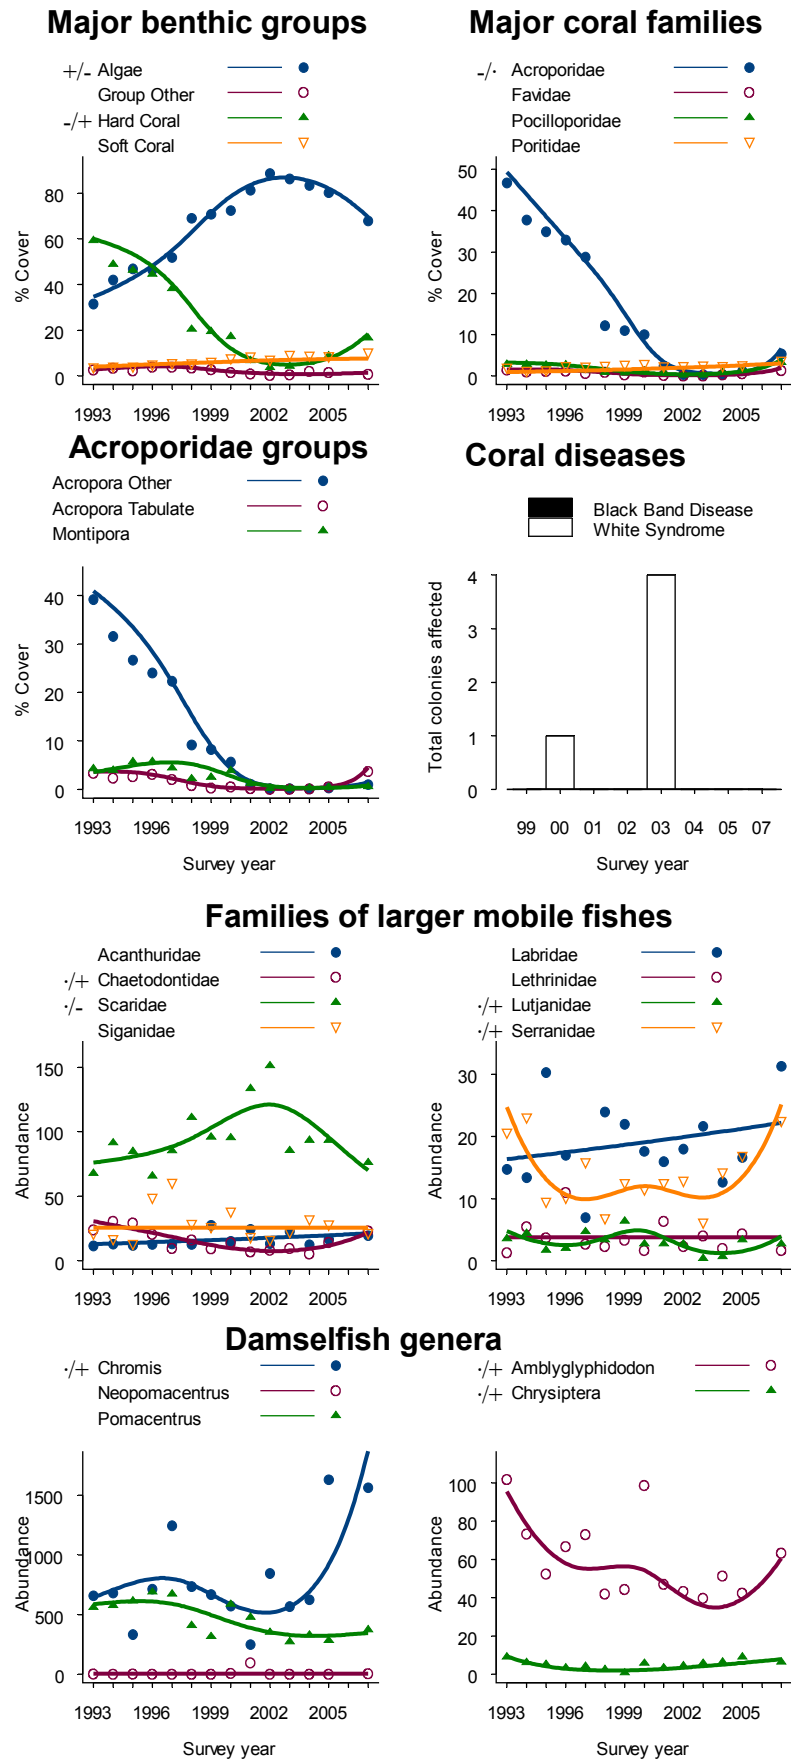 Major benthic groups
+/- Algae
Group Other
-/+ Hard Coral
Soft Coral
80
60
40
20
0
% Cover
1993 1996 1999 2002 2005
Major coral families
-/· Acroporidae
Favidae
Pocilloporidae
Poritidae
50
40
30
20
10
0
% Cover
1993 1996 1999 2002 2005
Acroporidae groups
Acropora Other
Acropora Tabulate
Montipora
40
30
20
10
0
% Cover
1993 1996 1999 2002 2005
Survey year
Coral diseases
Black Band Disease
White Syndrome
4
3
2
1
0
Total colonies affected
99 00 01 02 03 04 05 07
Survey year
Families of larger mobile fishes
Acanthuridae
·/+ Chaetodontidae
·/- Scaridae
Siganidae
150
100
50
0
Abundance
1993 1996 1999 2002 2005
Labridae
Lethrinidae
·/+ Lutjanidae
·/+ Serranidae
30
20
10
0
Abundance
1993 1996 1999 2002 2005
Damselfish genera
·/+ Chromis
Neopomacentrus
Pomacentrus
1500
1000
500
0
Abundance
1993 1996 1999 2002 2005
Survey year
·/+ Amblyglyphidodon
·/+ Chrysiptera
100
80
60
40
20
0
Abundance
1993 1996 1999 2002 2005
Survey year